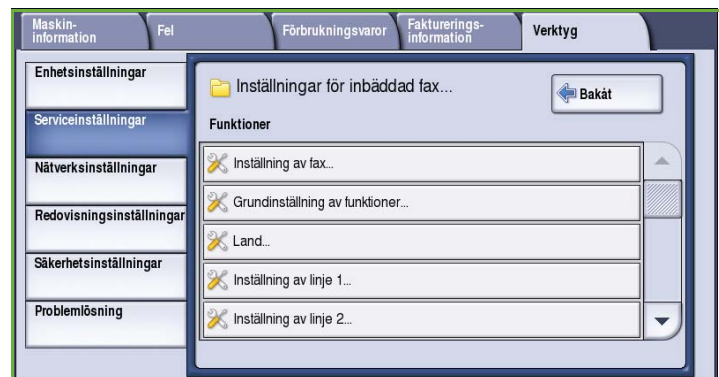 Maskin-
information
Fel
Förbrukningsvaror
Fakturerings-
information
Verktyg
Enhetsinställningar
Serviceinställningar
Nätverksinställningar
Redovisningsinställningar
Säkerhetsinställningar
Problemlösning
Inställningar för inbäddad fax...
Bakåt
Funktioner
Inställning av fax...
Grundinställning av funktioner...
Land...
Inställning av linje 1...
Inställning av linje 2...